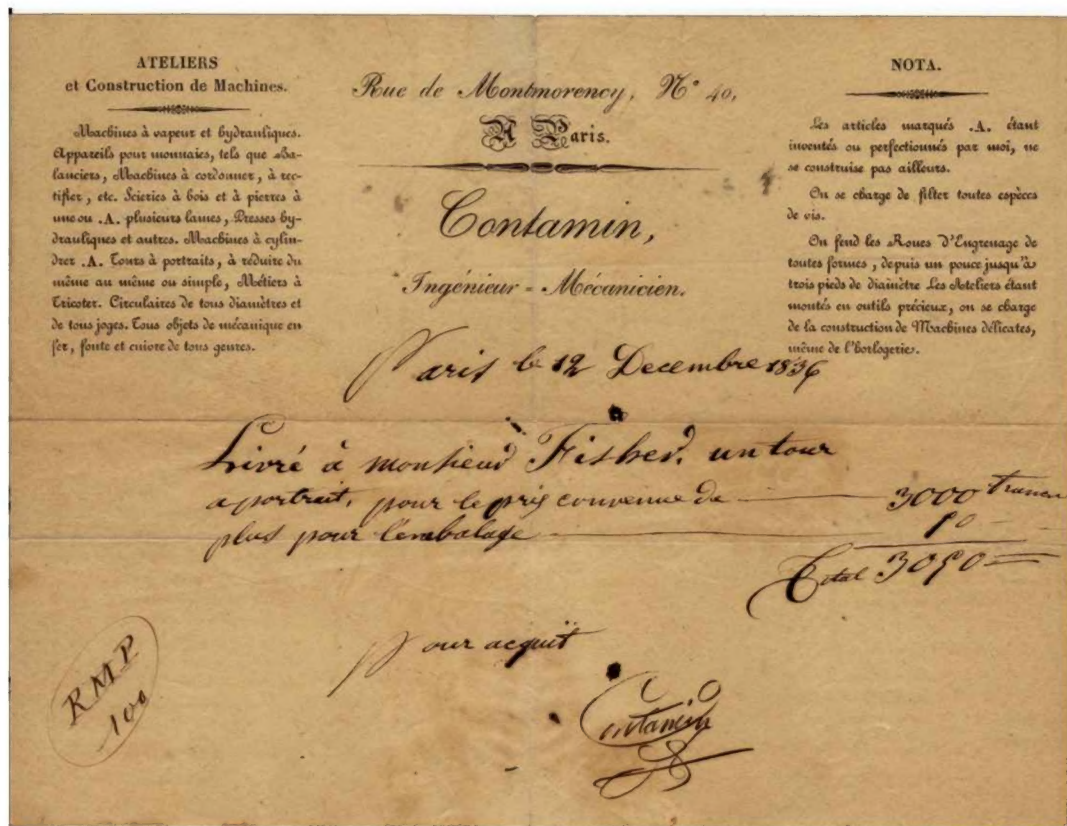 ATELIERS
et Construction de Machines.
Machines à vapeur et hydrauliques.
Appareils pour monnaies, tels que Ba-
lanciers, Machines à cordonner, à rec-
tifier, etc. Scieries à bois et à pierres à
une ou .A. plusieurs lames, Presses hy-
drauliques et autres. Machines à cylin-
drer .A. Tours à portraits, à réduire du
même au même ou simple, Métiers à
Tricoter. Circulaires de tous diamètres et
de tous joges. Tous objets de mécanique en
fer, fonte et cuivre de tous genres.
Rue de Montmorency, N° 40,
A Paris.
Contamin,
Ingénieur = Mécanicien.
NOTA.
Les articles marqués .A. étant
inventés ou perfectionnés par moi, ne
se construise pas ailleurs.
On se charge de filter toutes espèces
de vis.
On fend les Roues d'Engrenage de
toutes formes, depuis un pouce jusqu'à
trois pieds de diamètre Les Ateliers étant
montés en outils précieux, on se charge
de la construction de Machines délicates,
même de l'horlogerie.
Paris le 12 Decembre 1836
Livré à monsieur Fisher. un tour
a portrait, pour le prix convenue de 3000 francs
plus pour l'embalage 50
Total 3050
Pour acquit
Contamin
RMP
100